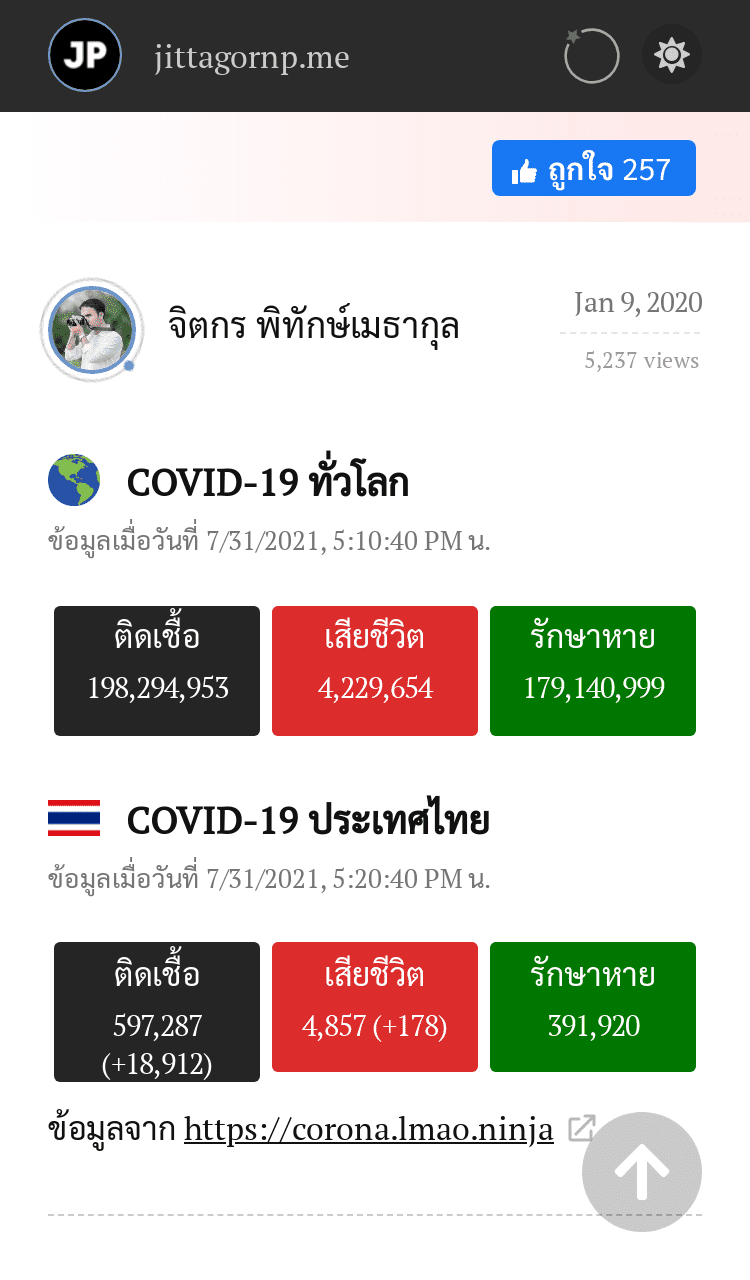 JP jittagornp.me
ถูกใจ 257
จิตกร พิทักษ์เมธากุล
Jan 9, 2020
5,237 views
COVID-19 ทั่วโลก
ข้อมูลเมื่อวันที่ 7/31/2021, 5:10:40 PM น.
ติดเชื้อ
198,294,953
เสียชีวิต
4,229,654
รักษาหาย
179,140,999
COVID-19 ประเทศไทย
ข้อมูลเมื่อวันที่ 7/31/2021, 5:20:40 PM น.
ติดเชื้อ
597,287
(+18,912)
เสียชีวิต
4,857 (+178)
รักษาหาย
391,920
ข้อมูลจาก https://corona.lmao.ninja